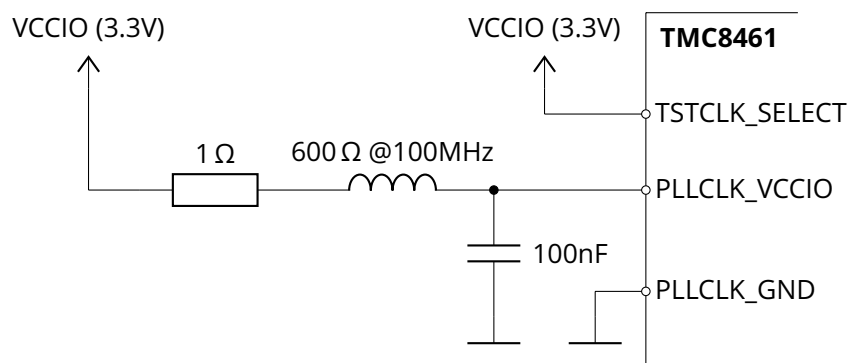 VCCIO (3.3V)
VCCIO (3.3V)
TMC8461
TSTCLK_SELECT
1 Ω
600 Ω @100MHz
PLLCLK_VCCIO
100nF
PLLCLK_GND